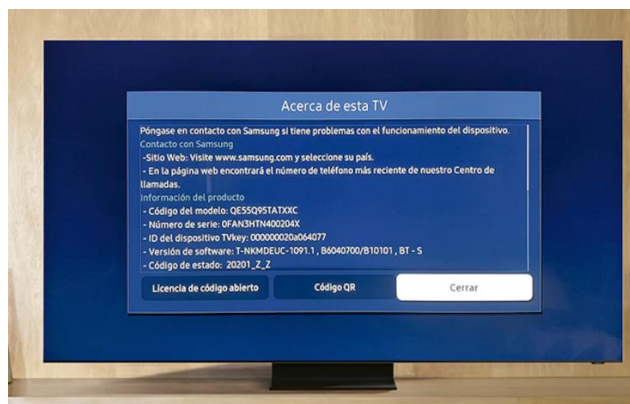 Acerca de esta TV
Póngase en contacto con Samsung si tiene problemas con el funcionamiento del dispositivo.
Contacto con Samsung
-Sitio Web: Visite www.samsung.com y seleccione su país.
- En la página web encontrará el número de teléfono más reciente de nuestro Centro de
llamadas.
Información del producto
- Código del modelo: QE55Q95TATXXC
- Número de serie: 0FAN3HTN400204X
- ID del dispositivo TVkey: 000000020a064077
- Versión de software: T-NKMDEUC-1091.1 , B6040700/B10101 , BT - S
- Código de estado: 20201_Z_Z
Licencia de código abierto
Código QR
Cerrar